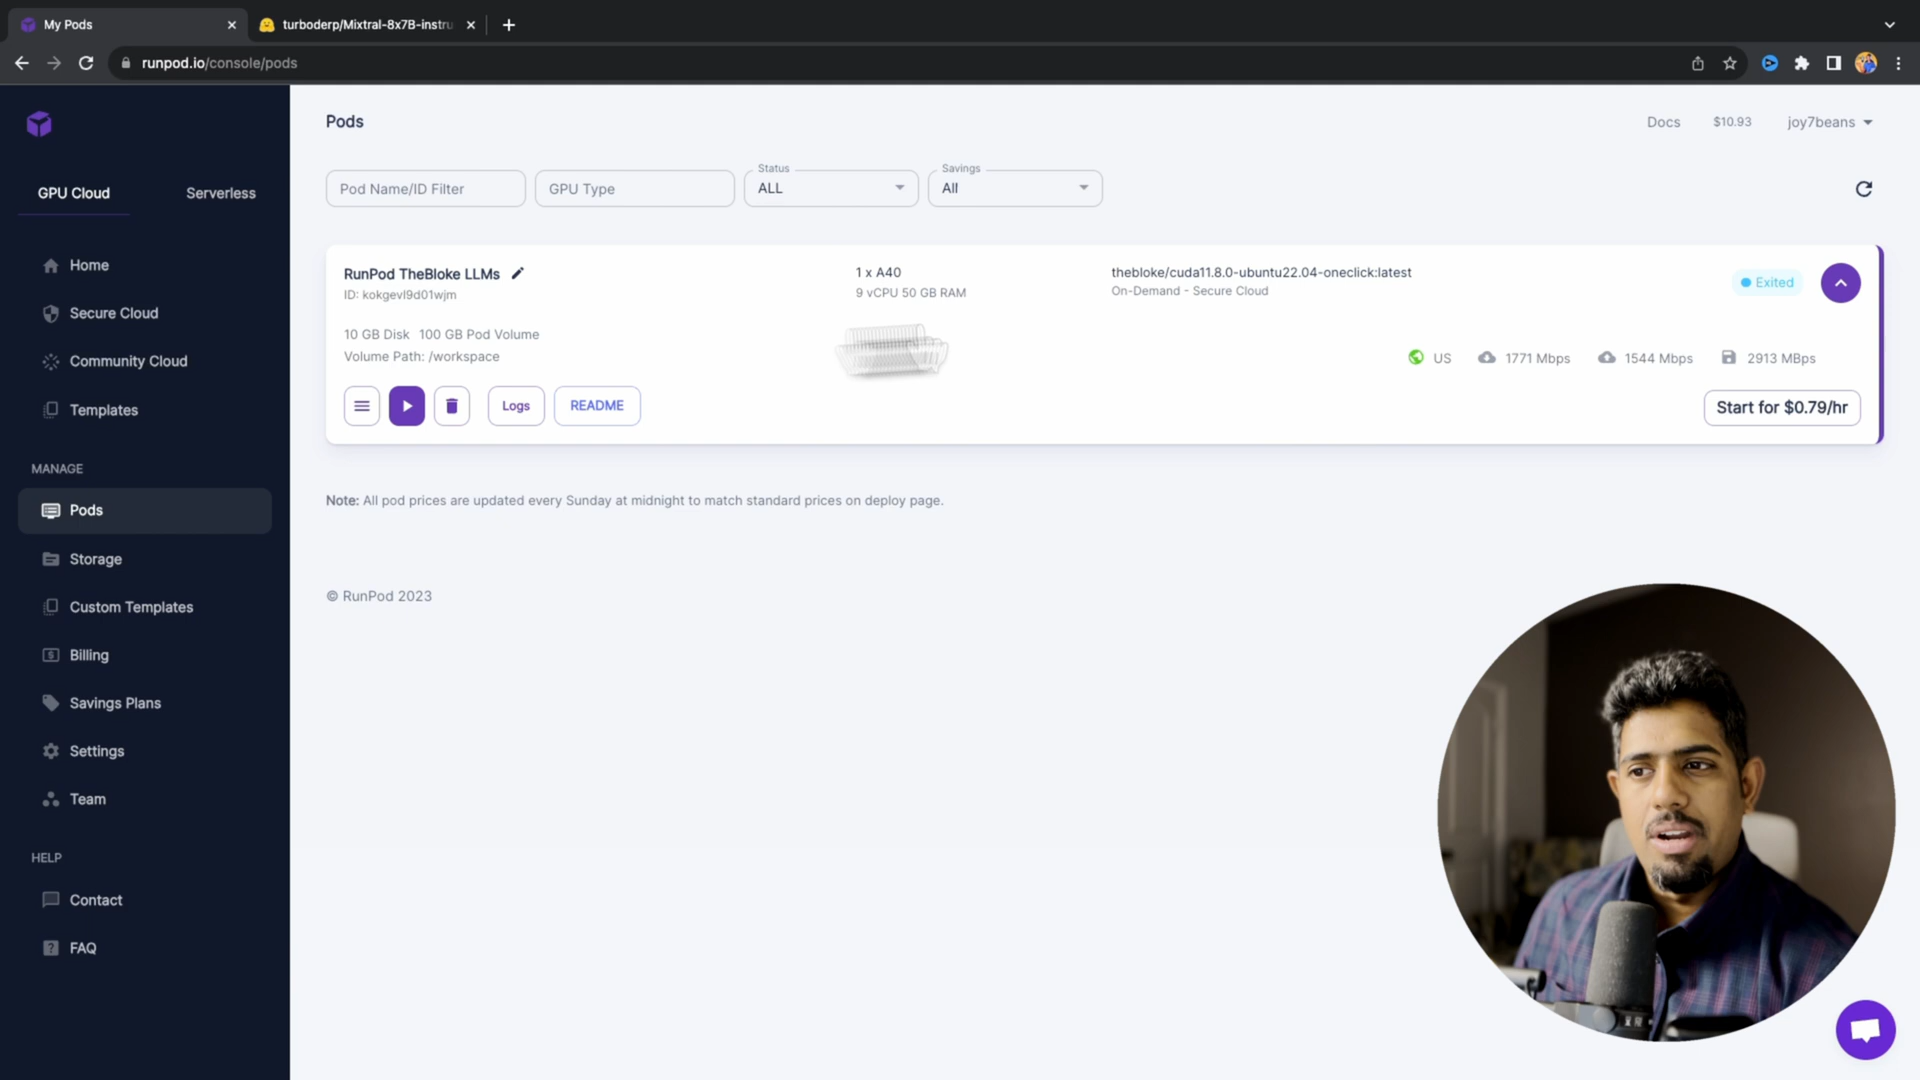 My Pods
turboderp/Mixtral-8x7B-instru
runpod.io/console/pods
Pods
Docs
$10.93
joy7beans
GPU Cloud
Serverless
Pod Name/ID Filter
GPU Type
Status
ALL
Savings
All
Home
Secure Cloud
Community Cloud
Templates
MANAGE
Pods
Storage
Custom Templates
Billing
Savings Plans
Settings
Team
HELP
Contact
FAQ
RunPod TheBloke LLMs
ID: kokgevl9d01wjm
1 x A40
9 vCPU 50 GB RAM
thebloke/cuda11.8.0-ubuntu22.04-oneclick:latest
On-Demand - Secure Cloud
Exited
10 GB Disk 100 GB Pod Volume
Volume Path: /workspace
US
1771 Mbps
1544 Mbps
2913 MBps
Logs
README
Start for $0.79/hr
Note: All pod prices are updated every Sunday at midnight to match standard prices on deploy page.
© RunPod 2023